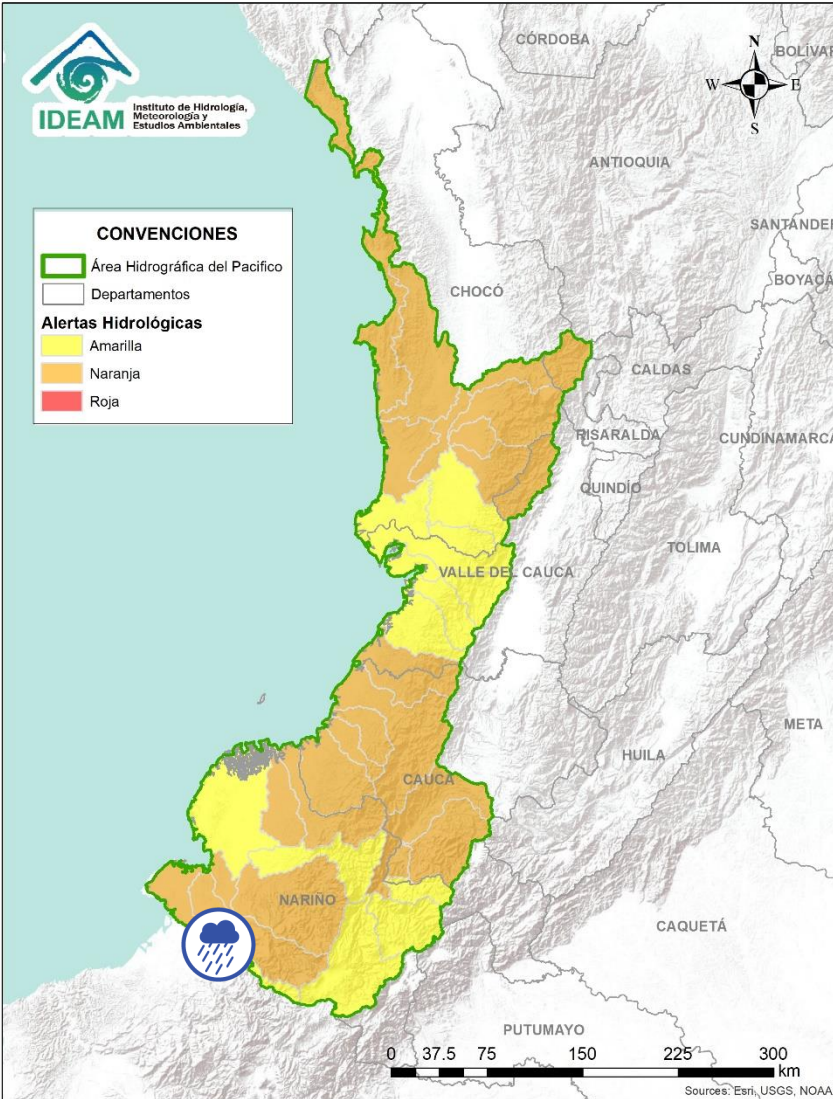 IDEAM
Instituto de Hidrología,
Meteorología y
Estudios Ambientales
N
W
E
S
CONVENCIONES
Área Hidrográfica del Pacifico
Departamentos
Alertas Hidrológicas
Amarilla
Naranja
Roja
CÓRDOBA
BOLÍVAR
ANTIOQUIA
SANTANDER
BOYACÁ
CHOCÓ
CALDAS
RISARALDA
CUNDINAMARCA
QUINDÍO
TOLIMA
VALLE DEL CAUCA
META
HUILA
CAUCA
NARIÑO
CAQUETÁ
PUTUMAYO
0 37.5 75 150 225 300
km
Sources: Esri, USGS, NOAA